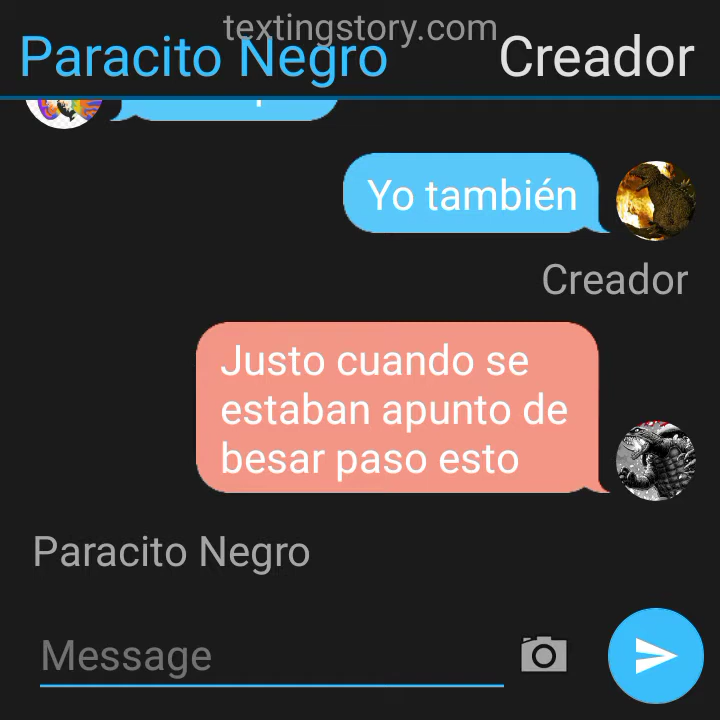 textingstory.com
Paracito Negro
Creador
Yo también
Creador
Justo cuando se
estaban apunto de
besar paso esto
Paracito Negro
Message